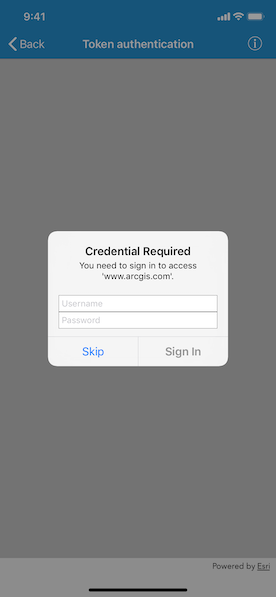 9:41
Back
Token authentication
Credential Required
You need to sign in to access
'www.arcgis.com'.
Username
Password
Skip
Sign In
Powered by Esri